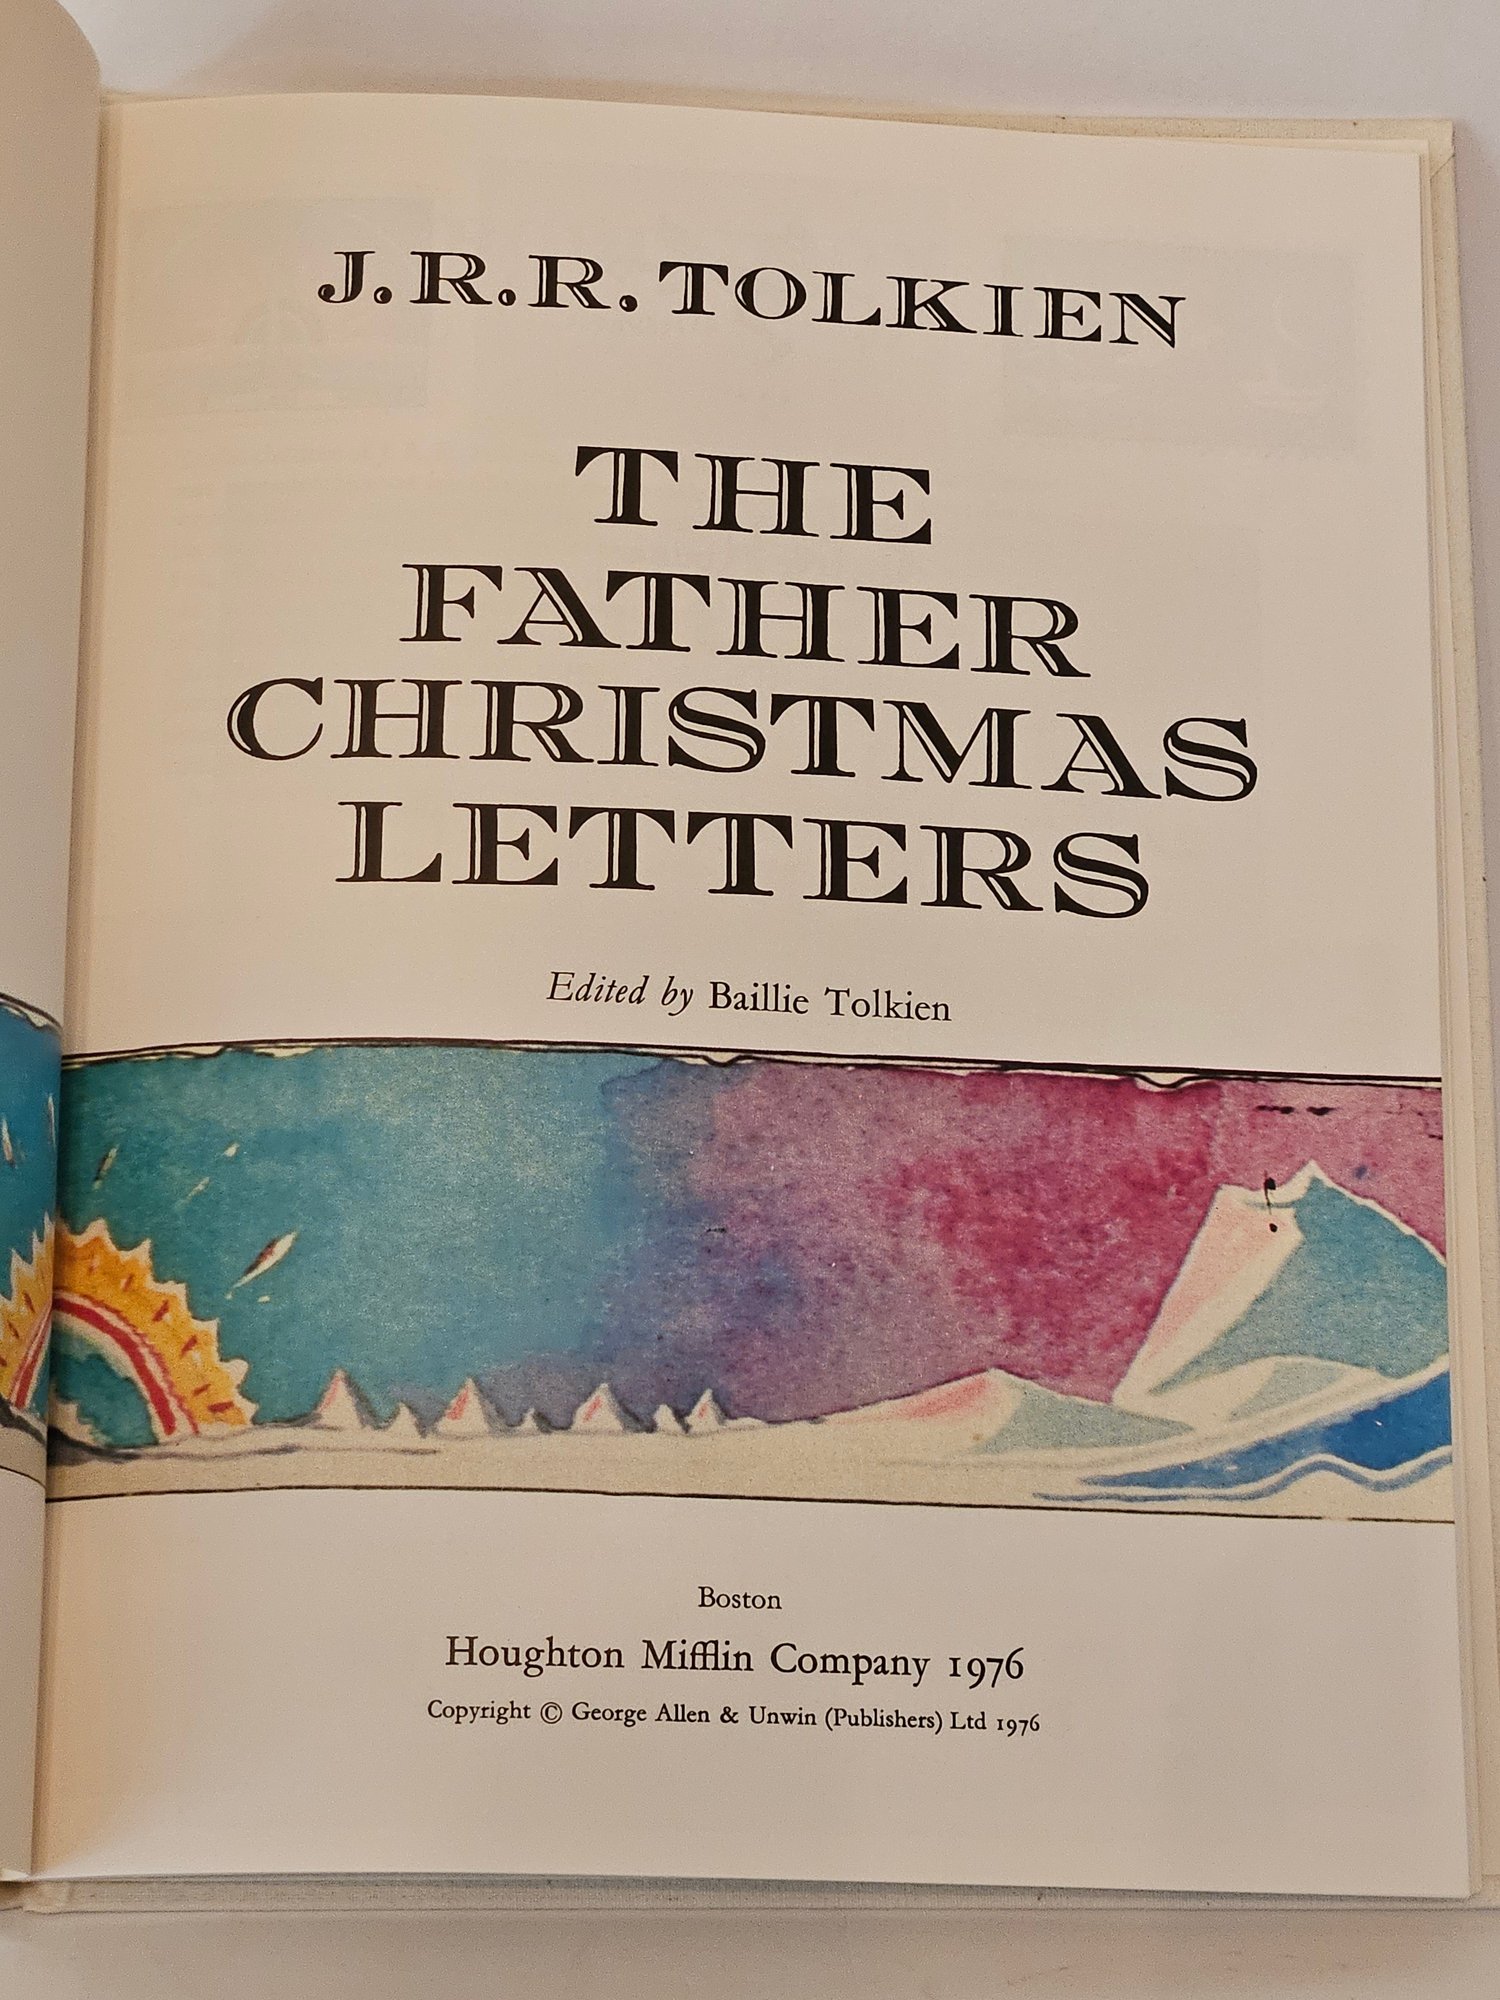 J.R.R. TOLKIEN
THE
FATHER
CHRISTMAS
LETTERS
Edited by Baillie Tolkien
Boston
Houghton Mifflin Company 1976
Copyright © George Allen & Unwin (Publishers) Ltd 1976